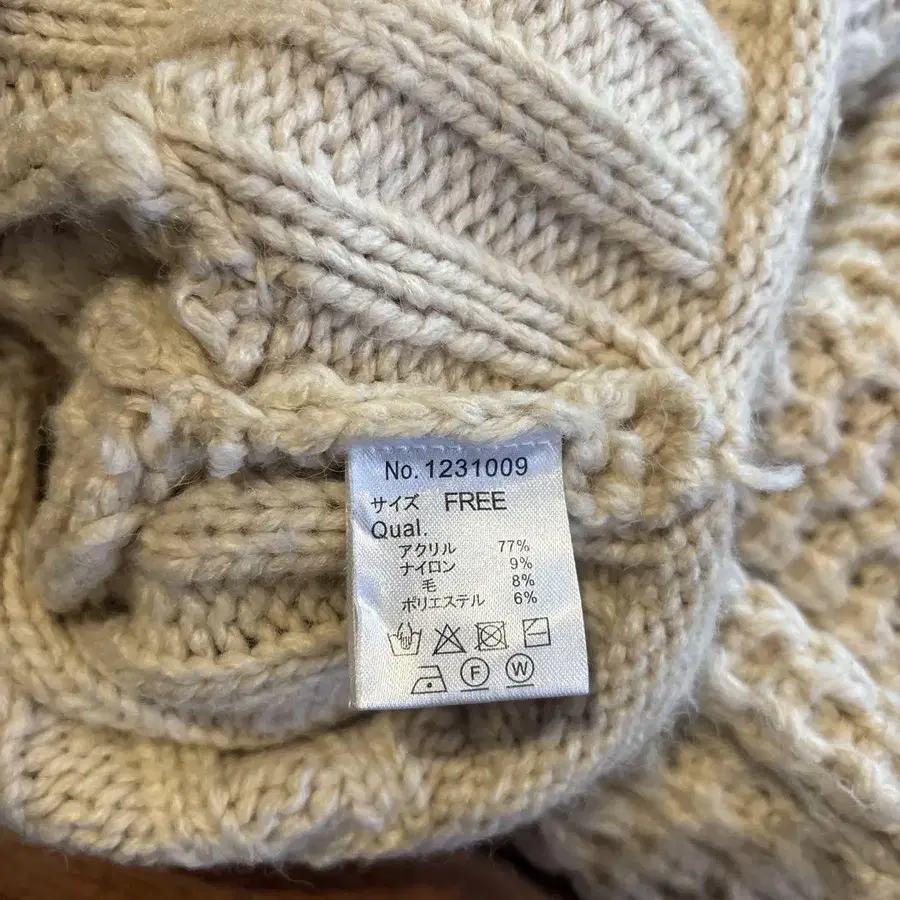 No. 1231009
サイズ FREE
Qual.
アクリル 77%
ナイロン 9%
毛 8%
ポリエステル 6%
F W